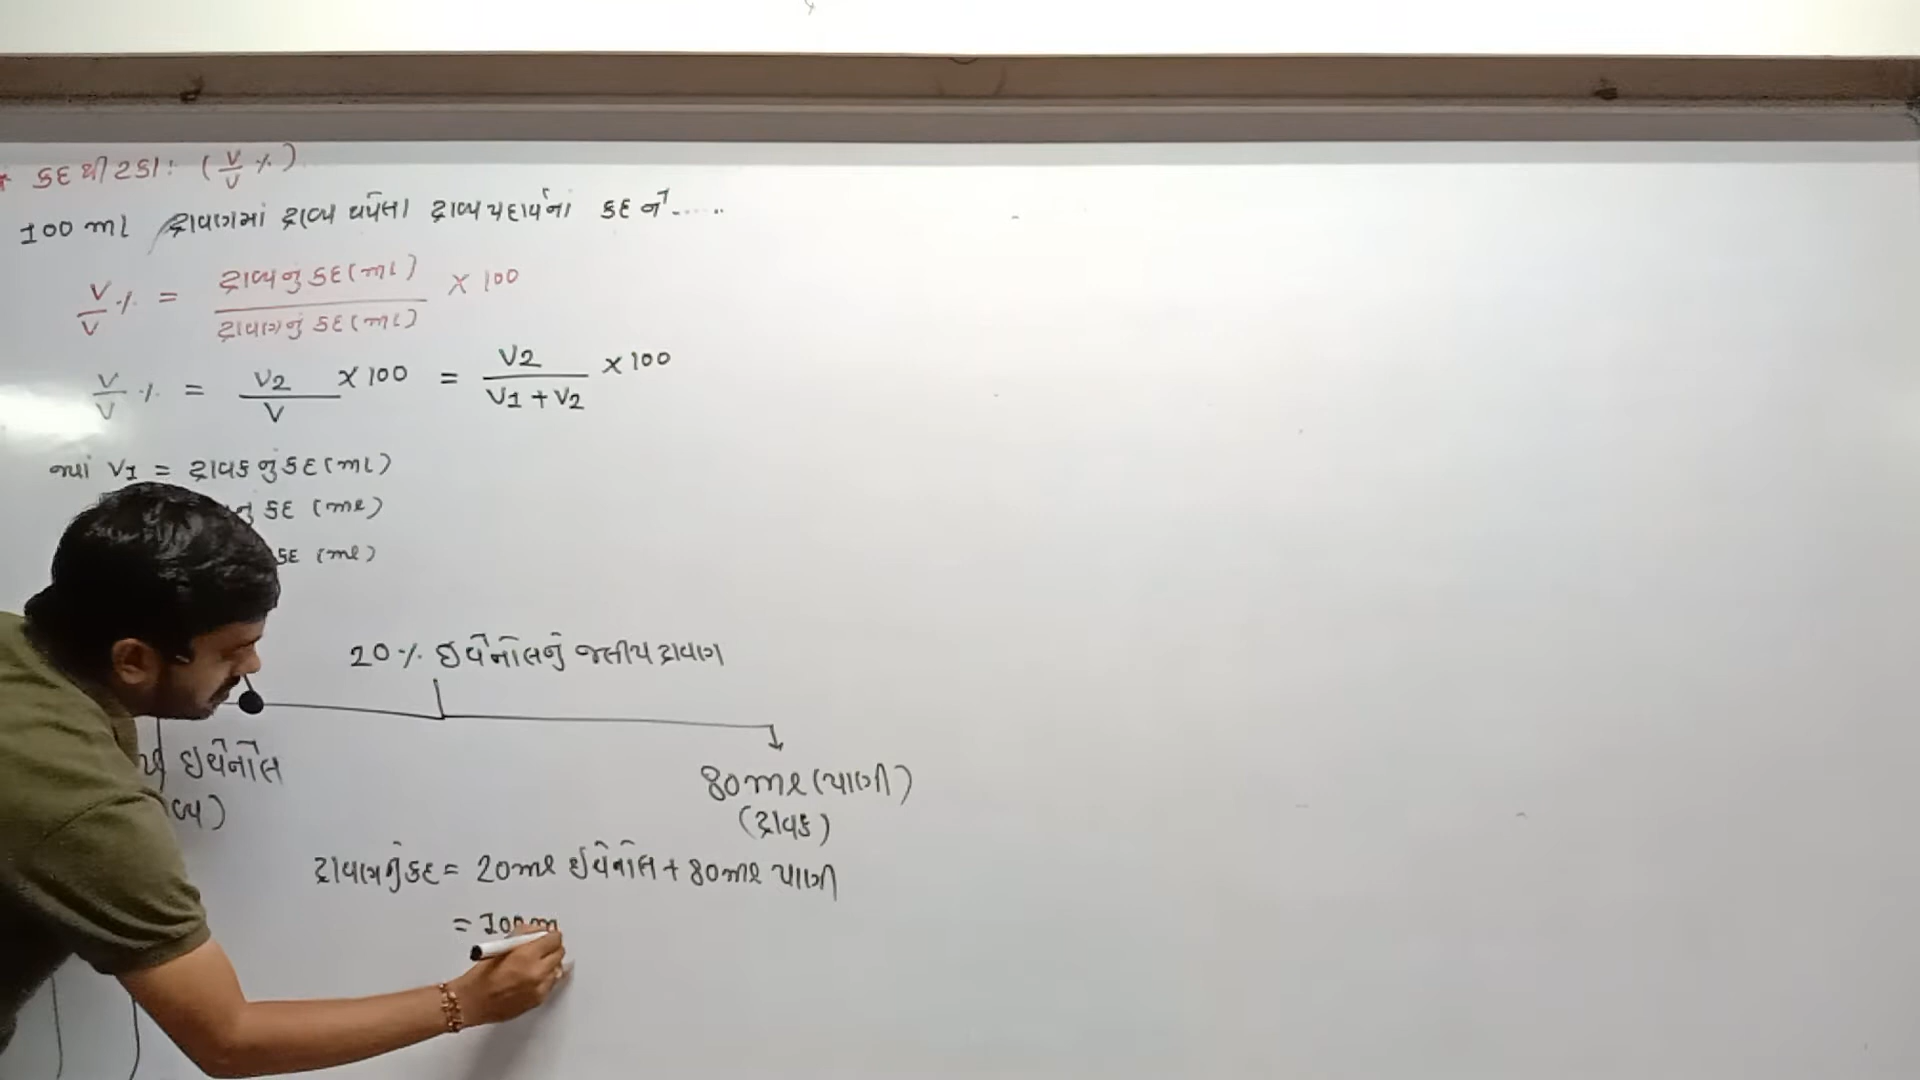 * કદથી ટકા: (V/V %)
100 ml દ્રાવણમાં દ્રાવ્ય થયેલા દ્રાવ્ય પદાર્થનાં કદ ને......
V/V % = દ્રાવ્યનું કદ(ml) / દ્રાવણનું કદ(ml) × 100
V/V % = V2 / V × 100 = V2 / V1 + V2 × 100
જ્યાં V1 = દ્રાવકનું કદ(ml)
નું કદ (ml)
કદ (ml)
20% ઇથેનોલનું જલીય દ્રાવણ
ઇથેનોલ
વ્ય)
80ml (પાણી)
(દ્રાવક)
દ્રાવણનું કદ = 20ml ઇથેનોલ + 80ml પાણી
= 100m